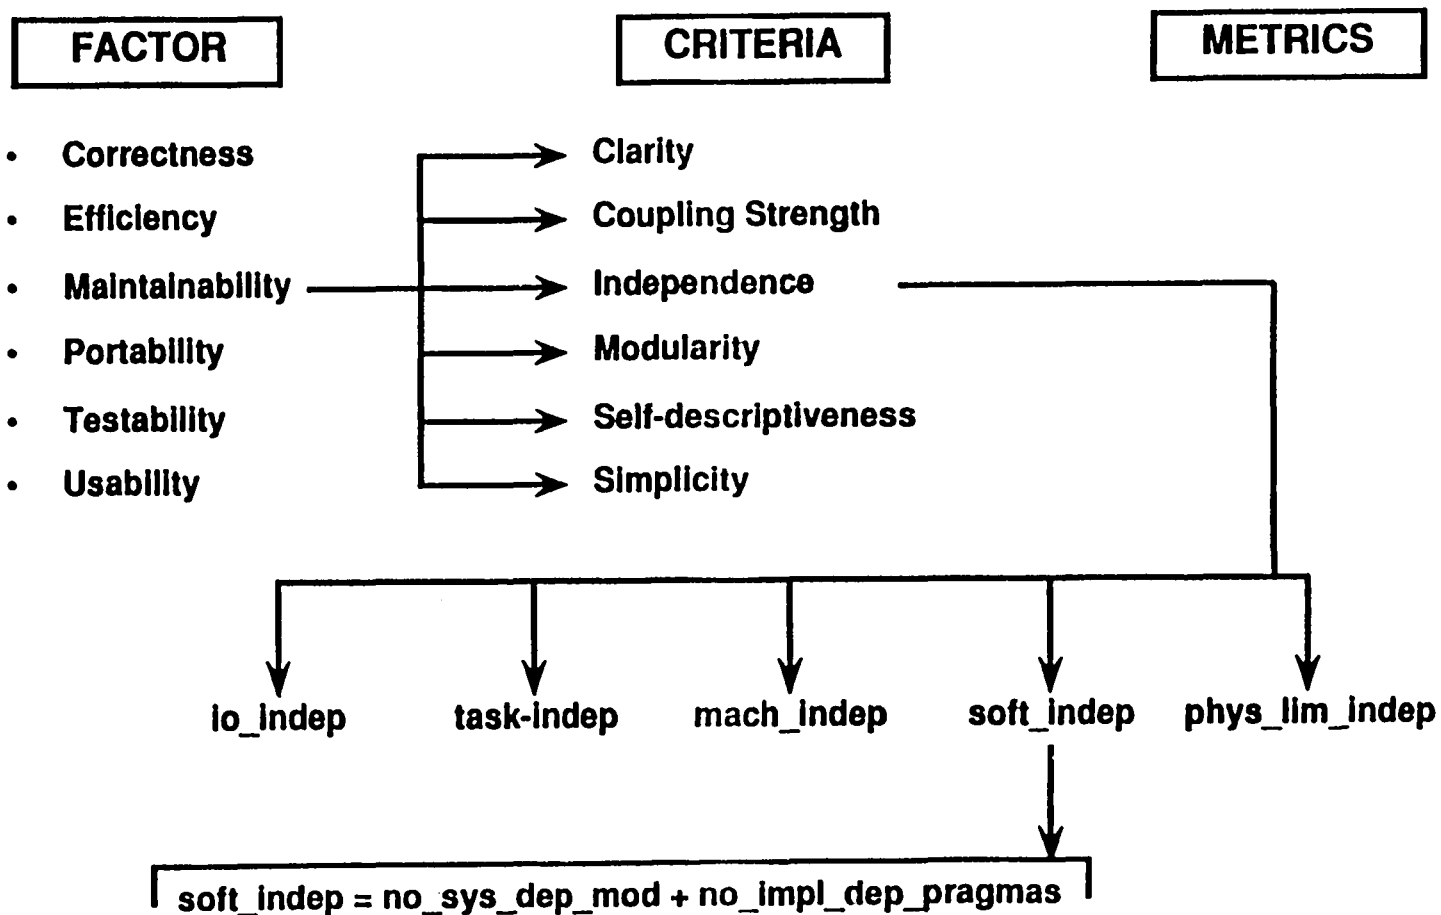 FACTOR CRITERIA METRICS
• Correctness Clarity
• Efficiency Coupling Strength
• Maintainability Independence
• Portability Modularity
• Testability Self-descriptiveness
• Usability Simplicity
io_indep task-indep mach_indep soft_indep phys_lim_indep
soft_indep = no_sys_dep_mod + no_impl_dep_pragmas